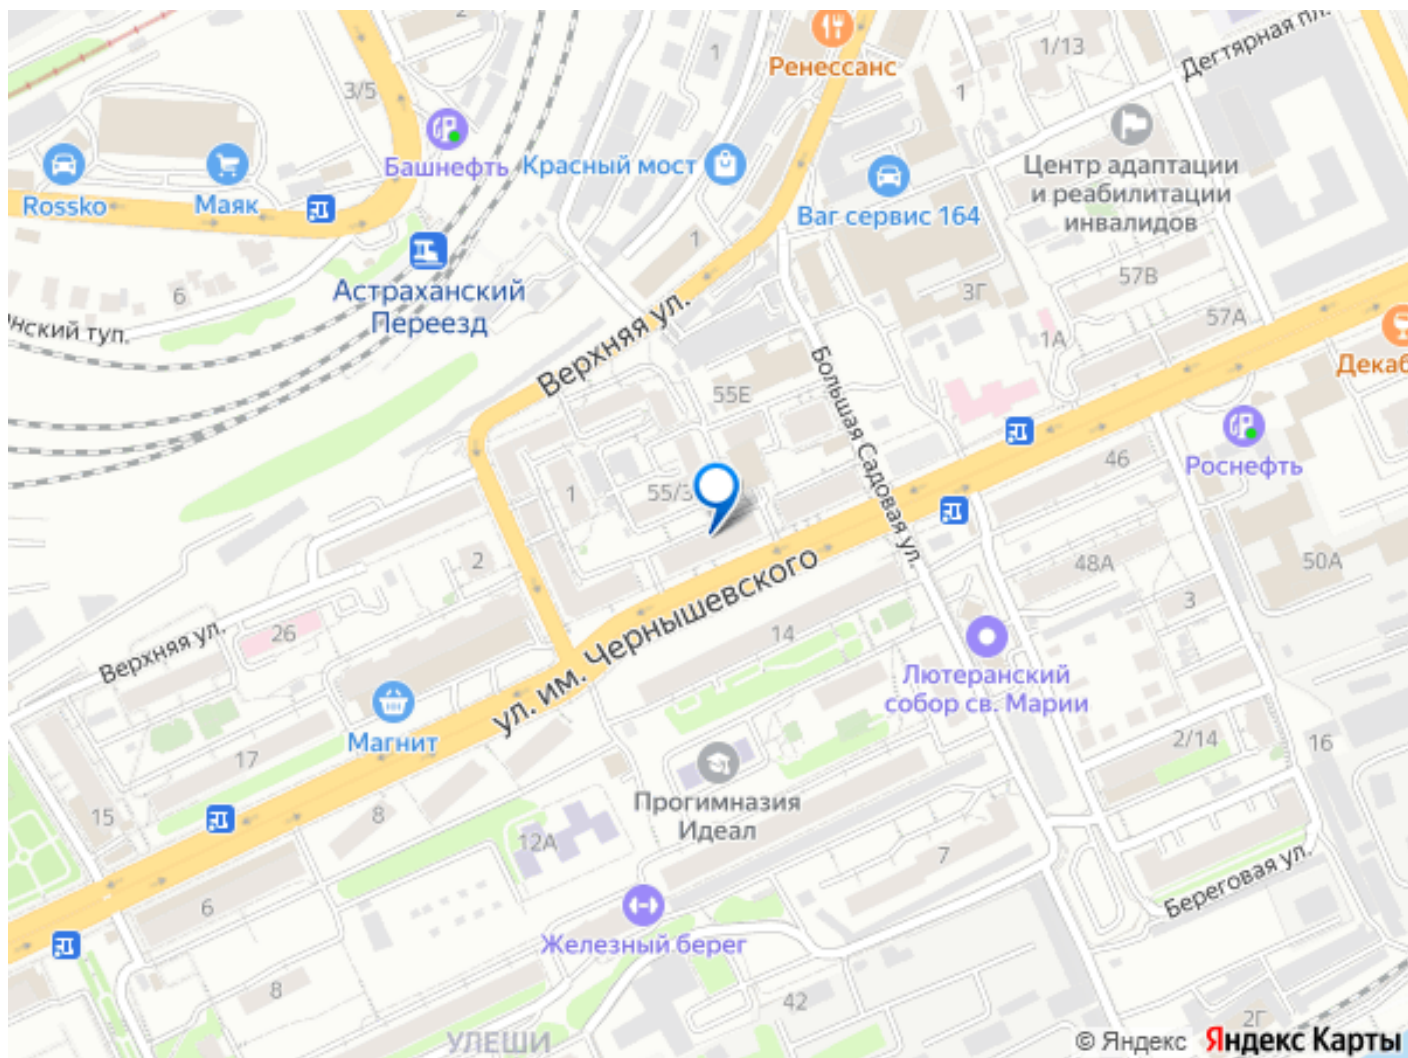 2
Ренессанс
1/13
Дегтярная пл.
1
3/5
1
Башнефть
Красный мост
Центр адаптации
и реабилитации
инвалидов
Rossko
Маяк
Ваг сервис 164
1
57В
6
Астраханский
Переезд
3Г
57А
1А
нский туп.
Верхняя ул.
Декаб
55Е
Большая Садовая ул.
46
Роснефть
1
55/3
2
48А
50А
3
ул. им. Чернышевского
26
14
Верхняя ул.
Лютеранский
собор св. Марии
Магнит
17
2/14
16
Прогимназия
Идеал
15
8
12А
7
Береговая ул.
6
Железный берег
8
42
2Г
УЛЕШИ
© Яндекс Яндекс Карты